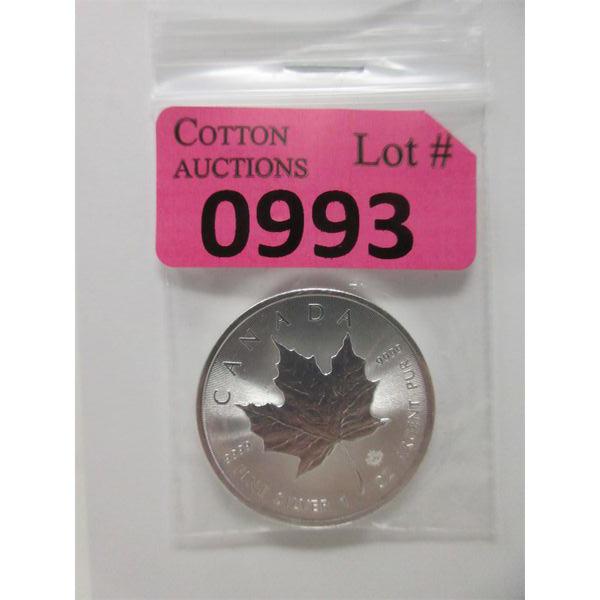 COTTON
AUCTIONS
Lot #
0993
CANADA
9999
9999
FINE SILVER 1 OZ ARGENT PUR